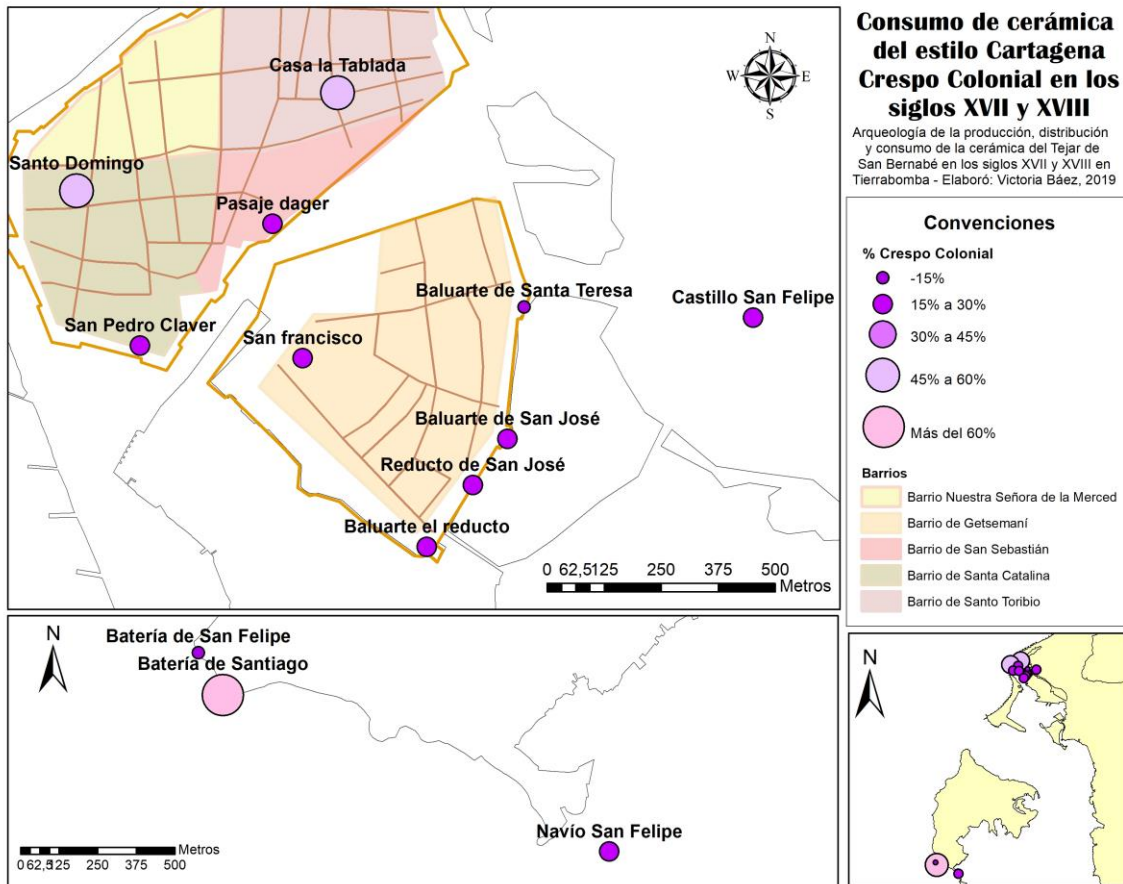 Consumo de cerámica
del estilo Cartagena
Crespo Colonial en los
siglos XVII y XVIII
Arqueología de la producción, distribución
y consumo de la cerámica del Tejar de
San Bernabé en los siglos XVII y XVIII en
Tierrabomba - Elaboró: Victoria Báez, 2019
N
W E
S
Casa la Tablada
Santo Domingo
Pasaje dager
Baluarte de Santa Teresa
Castillo San Felipe
San Pedro Claver
San francisco
Baluarte de San José
Reducto de San José
Baluarte el reducto
0 62,5125 250 375 500
Metros
Convenciones
% Crespo Colonial
-15%
15% a 30%
30% a 45%
45% a 60%
Más del 60%
Barrios
Barrio Nuestra Señora de la Merced
Barrio de Getsemaní
Barrio de San Sebastián
Barrio de Santa Catalina
Barrio de Santo Toribio
N
Batería de San Felipe
Batería de Santiago
Navío San Felipe
Metros
0 62,5125 250 375 500
N